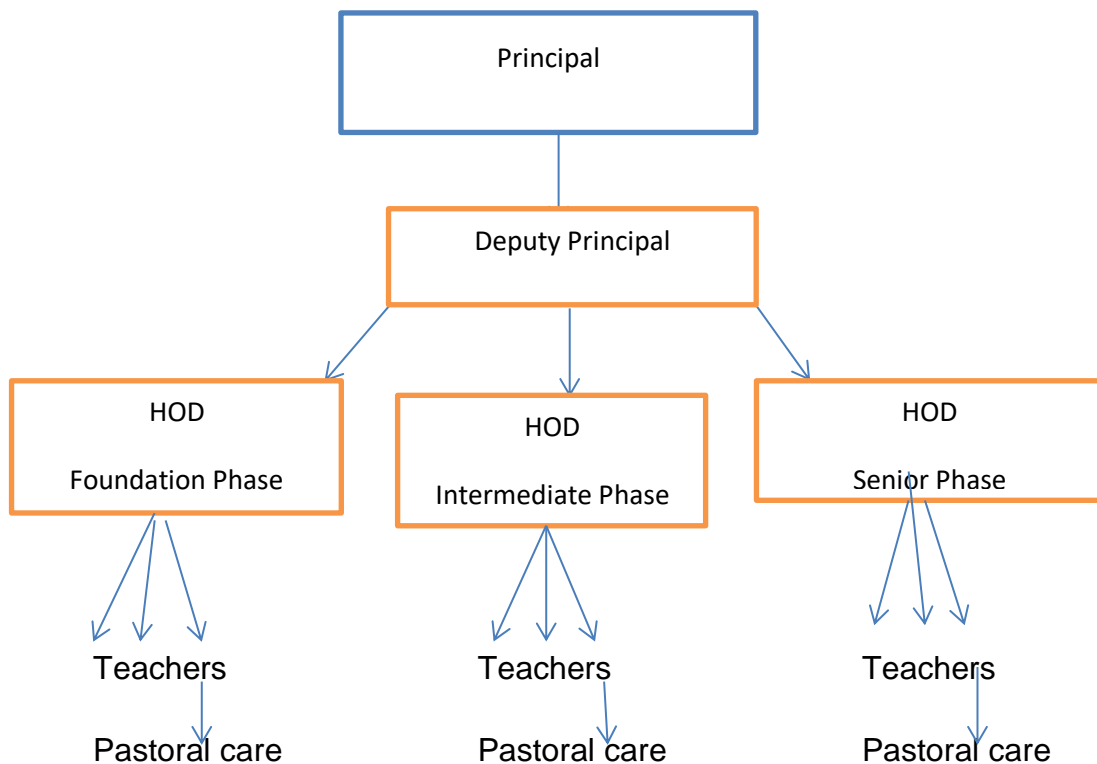 Principal
Deputy Principal
HOD
Foundation Phase
HOD
Intermediate Phase
HOD
Senior Phase
Teachers
Teachers
Teachers
Pastoral care
Pastoral care
Pastoral care